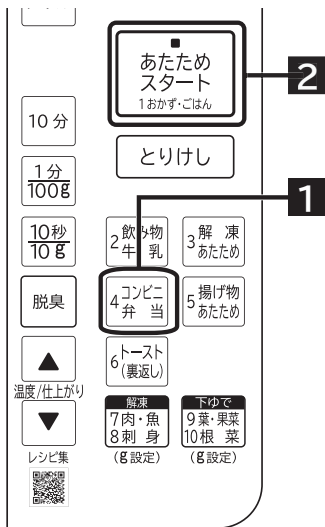 あたため
スタート
1おかず・ごはん
2
10分
とりけし
1分
100g
1
10秒
10g
2飲み物
牛乳
3解凍
あたため
脱臭
4コンビニ
弁当
5揚げ物
あたため
▲
6トースト
(裏返し)
温度/仕上がり
▼
解凍
7肉・魚
8刺身
(g設定)
下ゆで
9葉・果菜
10根菜
(g設定)
レシピ集